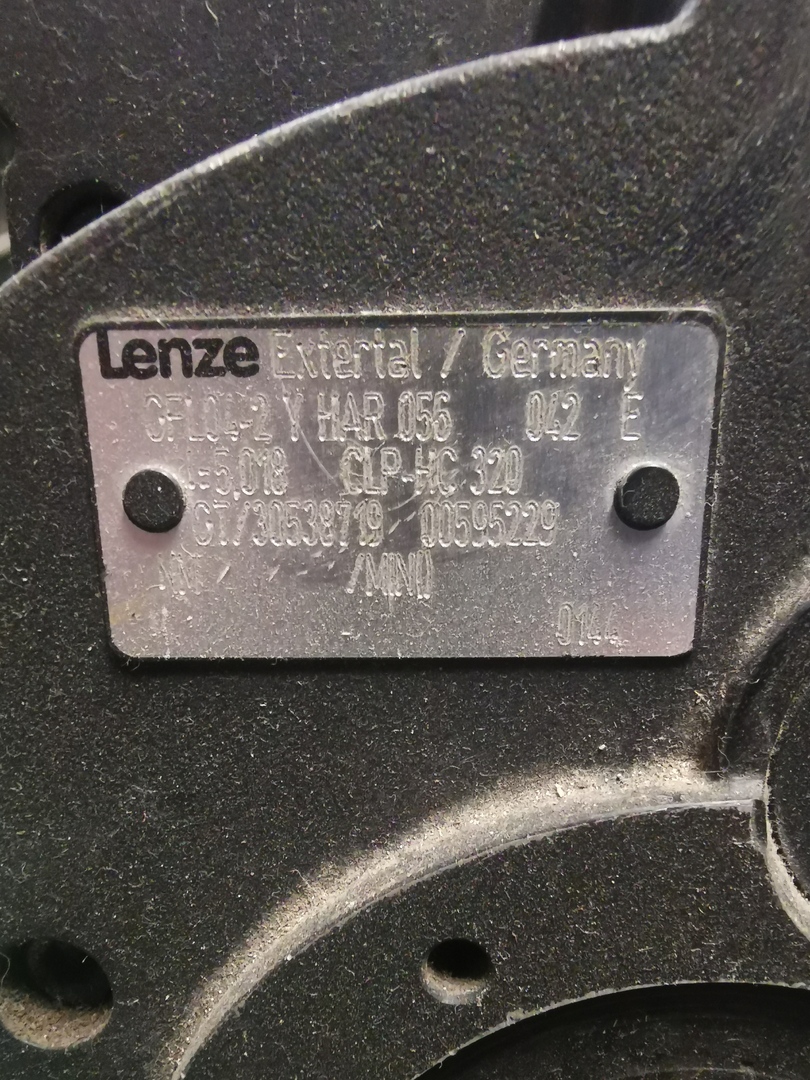 Lenze Extertal / Germany
GFL04-2 Y HAR 056 042 E
i=5,018 CLP-HC 320
GT/30538719 00595229
/MIN()
0144